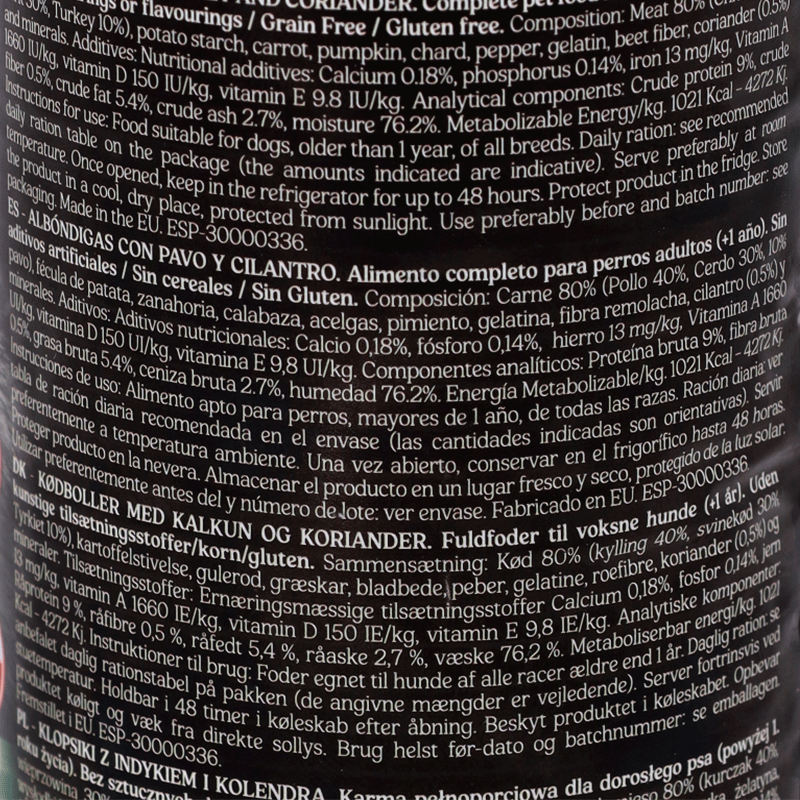 AND CORIANDER. Complete pet
or flavourings / Grain Free / Gluten free. Composition: Meat 80%
30%, Turkey 10%), potato starch, carrot, pumpkin, chard, pepper, gelatin, beet fiber, coriander (0.5%)
and minerals. Additives: Nutritional additives: Calcium 0.18%, phosphorus 0.14%, iron 13 mg/kg, Vitamin A
1660 IU/kg, vitamin D 150 IU/kg, vitamin E 9.8 IU/kg. Analytical components: Crude protein 9%, crude
fiber 0.5%, crude fat 5.4%, crude ash 2.7%, moisture 76.2%. Metabolizable Energy/kg. 1021 Kcal - 4272 Kj.
Instructions for use: Food suitable for dogs, older than 1 year, of all breeds. Daily ration: see recommended
daily ration table on the package (the amounts indicated are indicative). Serve preferably at room
temperature. Once opened, keep in the refrigerator for up to 48 hours. Protect product in the fridge. Store
the product in a cool, dry place, protected from sunlight. Use preferably before and batch number: see
packaging. Made in the EU. ESP-30000336.
ES - ALBÓNDIGAS CON PAVO Y CILANTRO. Alimento completo para perros adultos (+1 año). Sin
aditivos artificiales / Sin cereales / Sin Gluten. Composición: Carne 80% (Pollo 40%, Cerdo 30%, 10%
pavo), fécula de patata, zanahoria, calabaza, acelgas, pimiento, gelatina, fibra remolacha, cilantro (0.5%) y
minerales. Aditivos: Aditivos nutricionales: Calcio 0,18%, fósforo 0,14%, hierro 13 mg/kg, Vitamina A 1660
UI/kg, vitamina D 150 UI/kg, vitamina E 9,8 UI/kg. Componentes analíticos: Proteína bruta 9%, fibra bruta
0.5%, grasa bruta 5.4%, ceniza bruta 2.7%, humedad 76.2%. Energía Metabolizable/kg. 1021 Kcal - 4272 Kj.
Instrucciones de uso: Alimento apto para perros, mayores de 1 año, de todas las razas. Ración diaria: ver
tabla de ración diaria recomendada en el envase (las cantidades indicadas son orientativas). Servir
preferentemente a temperatura ambiente. Una vez abierto, conservar en el frigorífico hasta 48 horas.
Proteger producto en la nevera. Almacenar el producto en un lugar fresco y seco, protegido de la luz solar.
Utilizar preferentemente antes del y número de lote: ver envase. Fabricado en EU. ESP-30000336
DK - KØDBOLLER MED KALKUN OG KORIANDER. Fuldfoder til voksne hunde (+1 år). Uden
kunstige tilsætningsstoffer/korn/gluten. Sammensætning: Kød 80% (kylling 40%, svinekød 30%
Tyrkiet 10%), kartoffelstivelse, gulerod, græskar, bladbede, peber, gelatine, roefibre, koriander (0,5%) og
mineraler. Tilsætningsstoffer: Ernæringsmæssige tilsætningsstoffer Calcium 0,18%, fosfor 0,14%, jern
13 mg/kg, vitamin A 1660 IE/kg, vitamin D 150 IE/kg, vitamin E 9,8 IE/kg. Analytiske komponenter:
Råprotein 9 %, råfibre 0,5 %, råfedt 5,4 %, råaske 2,7 %, væske 76,2 %. Metaboliserbar energi/kg. 1021
Kcal - 4272 Kj. Instruktioner til brug: Foder egnet til hunde af alle racer ældre end 1 år. Daglig ration: se
anbefalet daglig rationstabel på pakken (de angivne mængder er vejledende). Server fortrinsvis ved
stuetemperatur. Holdbar i 48 timer i køleskab efter åbning. Beskyt produktet i køleskabet. Opbevar
produktet køligt og væk fra direkte sollys. Brug helst før-dato og batchnummer: se emballagen.
Fremstillet i EU. ESP-30000336.
PL - KLOPSIKI Z INDYKIEM I KOLENDRĄ. Karma pełnoporcjowa dla dorosłego psa (powyżej 1.
roku życia). Bez sztucznych 80% (kurczak 40%
wieprzowina 30% żelatyna,